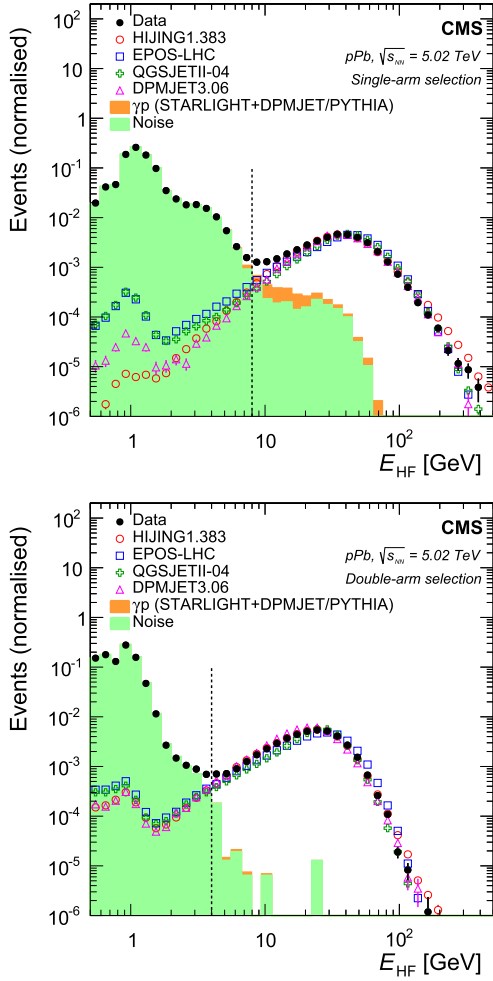 10²
10
1
10⁻¹
10⁻²
10⁻³
10⁻⁴
10⁻⁵
10⁻⁶
Events (normalised)
Data
HIJING1.383
EPOS-LHC
QGSJETII-04
DPMJET3.06
γp (STARLIGHT+DPMJET/PYTHIA)
Noise
CMS
pPb, √s_NN = 5.02 TeV
Single-arm selection
1
10
10²
E_HF [GeV]
10²
10
1
10⁻¹
10⁻²
10⁻³
10⁻⁴
10⁻⁵
10⁻⁶
Events (normalised)
Data
HIJING1.383
EPOS-LHC
QGSJETII-04
DPMJET3.06
γp (STARLIGHT+DPMJET/PYTHIA)
Noise
CMS
pPb, √s_NN = 5.02 TeV
Double-arm selection
1
10
10²
E_HF [GeV]